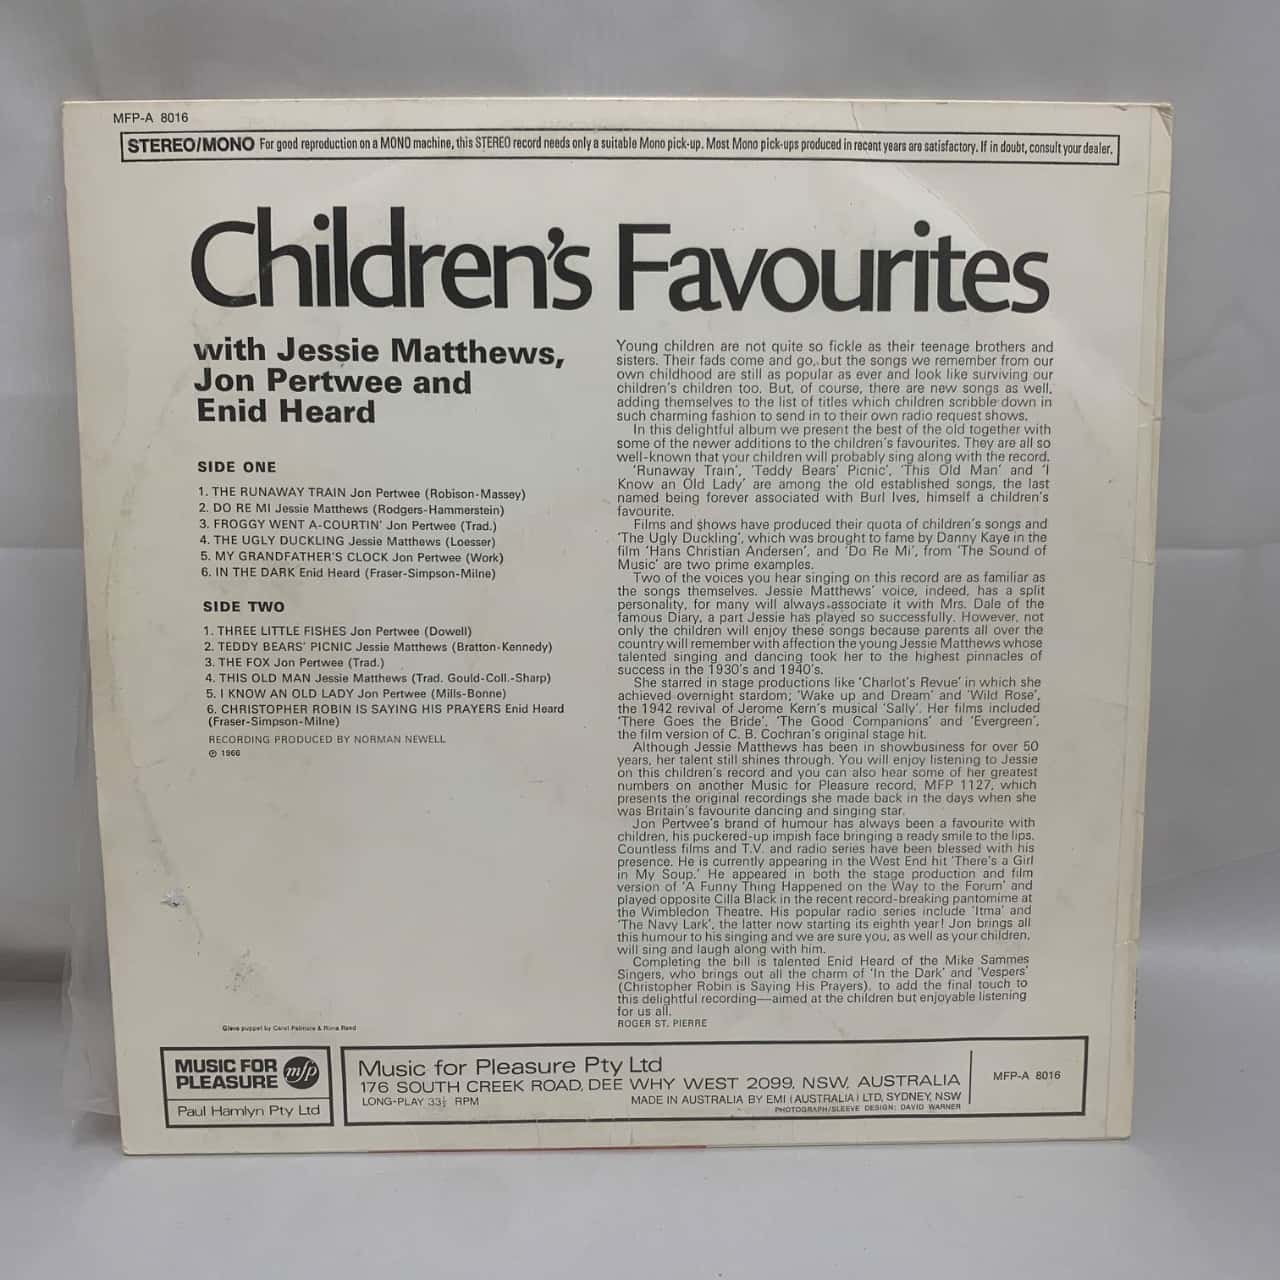 MFP-A 8016
STEREO/MONO For good reproduction on a MONO machine, this STEREO record needs only a suitable Mono pick-up. Most Mono pick-ups produced in recent years are satisfactory. If in doubt, consult your dealer.
Children's Favourites
with Jessie Matthews,
Jon Pertwee and
Enid Heard
SIDE ONE
1. THE RUNAWAY TRAIN Jon Pertwee (Robison-Massey)
2. DO RE MI Jessie Matthews (Rodgers-Hammerstein)
3. FROGGY WENT A-COURTIN' Jon Pertwee (Trad.)
4. THE UGLY DUCKLING Jessie Matthews (Loesser)
5. MY GRANDFATHER'S CLOCK Jon Pertwee (Work)
6. IN THE DARK Enid Heard (Fraser-Simpson-Milne)
SIDE TWO
1. THREE LITTLE FISHES Jon Pertwee (Dowell)
2. TEDDY BEARS' PICNIC Jessie Matthews (Bratton-Kennedy)
3. THE FOX Jon Pertwee (Trad.)
4. THIS OLD MAN Jessie Matthews (Trad. Gould-Coll.-Sharp)
5. I KNOW AN OLD LADY Jon Pertwee (Mills-Bonne)
6. CHRISTOPHER ROBIN IS SAYING HIS PRAYERS Enid Heard
(Fraser-Simpson-Milne)
RECORDING PRODUCED BY NORMAN NEWELL
℗ 1966
Young children are not quite so fickle as their teenage brothers and
sisters. Their fads come and go, but the songs we remember from our
own childhood are still as popular as ever and look like surviving our
children's children too. But, of course, there are new songs as well,
adding themselves to the list of titles which children scribble down in
such charming fashion to send in to their own radio request shows.
In this delightful album we present the best of the old together with
some of the newer additions to the children's favourites. They are all so
well-known that your children will probably sing along with the record.
'Runaway Train', 'Teddy Bears' Picnic', 'This Old Man' and 'I
Know an Old Lady' are among the old established songs, the last
named being forever associated with Burl Ives, himself a children's
favourite.
Films and shows have produced their quota of children's songs and
'The Ugly Duckling', which was brought to fame by Danny Kaye in the
film 'Hans Christian Andersen', and 'Do Re Mi', from 'The Sound of
Music' are two prime examples.
Two of the voices you hear singing on this record are as familiar as
the songs themselves. Jessie Matthews' voice, indeed, has a split
personality, for many will always associate it with Mrs. Dale of the
famous Diary, a part Jessie has played so successfully. However, not
only the children will enjoy these songs because parents all over the
country will remember with affection the young Jessie Matthews whose
talented singing and dancing took her to the highest pinnacles of
success in the 1930's and 1940's.
She starred in stage productions like 'Charlot's Revue' in which she
achieved overnight stardom; 'Wake up and Dream' and 'Wild Rose',
the 1942 revival of Jerome Kern's musical 'Sally'. Her films included
'There Goes the Bride', 'The Good Companions' and 'Evergreen',
the film version of C. B. Cochran's original stage hit.
Although Jessie Matthews has been in showbusiness for over 50
years, her talent still shines through. You will enjoy listening to Jessie
on this children's record and you can also hear some of her greatest
numbers on another Music for Pleasure record, MFP 1127, which
presents the original recordings she made back in the days when she
was Britain's favourite dancing and singing star.
Jon Pertwee's brand of humour has always been a favourite with
children, his puckered-up impish face bringing a ready smile to the lips.
Countless films and T.V. and radio series have been blessed with his
presence. He is currently appearing in the West End hit 'There's a Girl
in My Soup.' He appeared in both the stage production and film
version of 'A Funny Thing Happened on the Way to the Forum' and
played opposite Cilla Black in the recent record-breaking pantomime at
the Wimbledon Theatre. His popular radio series include 'Itma' and
'The Navy Lark', the latter now starting its eighth year! Jon brings all
this humour to his singing and we are sure you, as well as your children,
will sing and laugh along with him.
Completing the bill is talented Enid Heard of the Mike Sammes
Singers, who brings out all the charm of 'In the Dark' and 'Vespers'
(Christopher Robin is Saying His Prayers), to add the final touch to
this delightful recording—aimed at the children but enjoyable listening
for us all.
ROGER ST. PIERRE
Glove puppet by Carol Patmore & Rima Reed
MUSIC FOR
PLEASURE mfp
Paul Hamlyn Pty Ltd
Music for Pleasure Pty Ltd
176 SOUTH CREEK ROAD, DEE WHY WEST 2099, NSW, AUSTRALIA
LONG-PLAY 33⅓ RPM
MADE IN AUSTRALIA BY EMI (AUSTRALIA) LTD, SYDNEY, NSW
PHOTOGRAPH/SLEEVE DESIGN: DAVID WARNER
MFP-A 8016